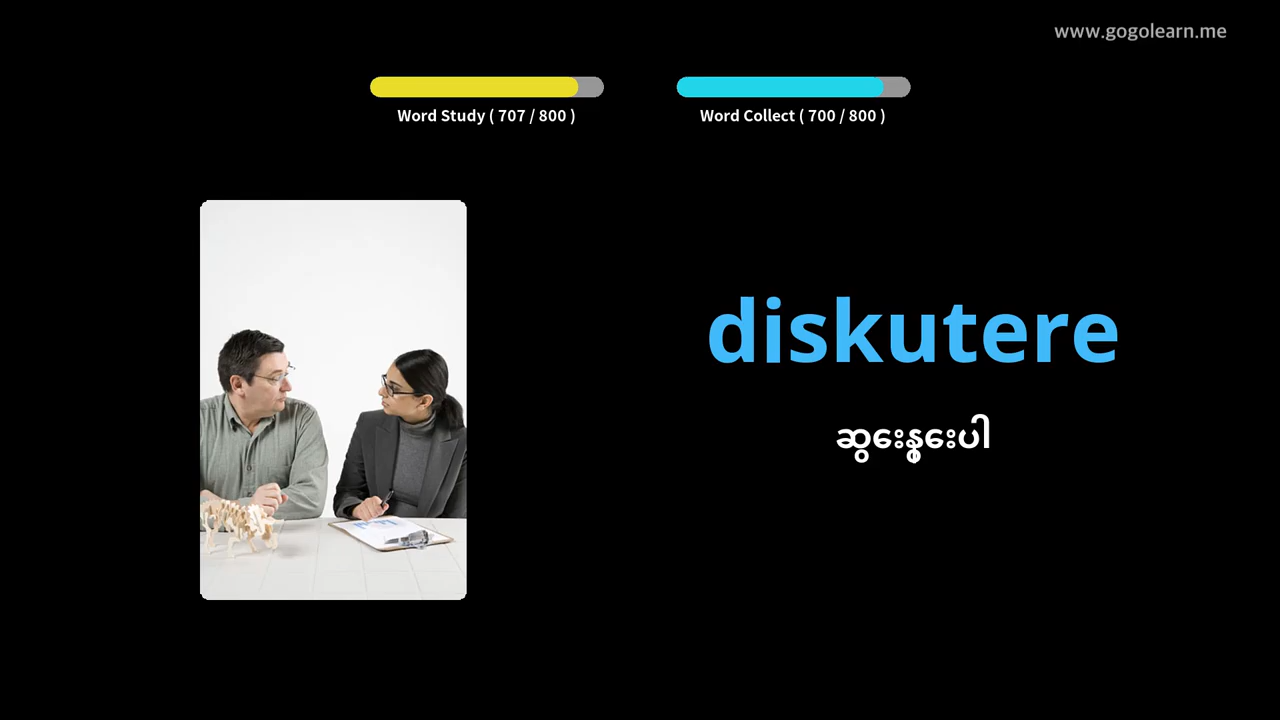 www.gogolearn.me
Word Study ( 707 / 800 )
Word Collect ( 700 / 800 )
diskutere
ဆွေးနွေးပါ